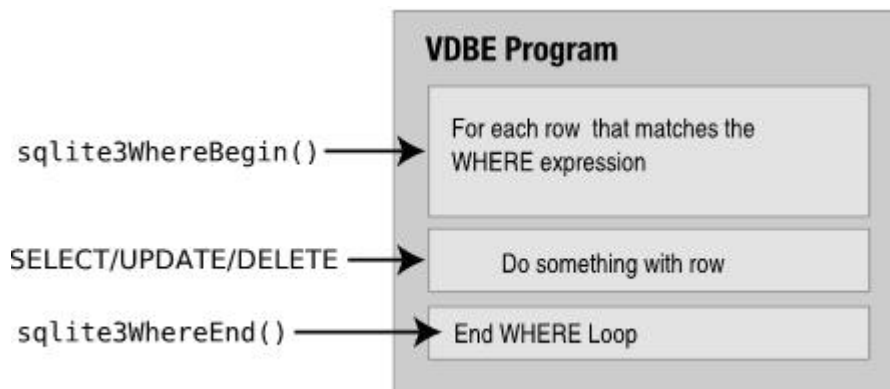 VDBE Program
sqlite3WhereBegin()
For each row that matches the
WHERE expression
SELECT/UPDATE/DELETE
Do something with row
sqlite3WhereEnd()
End WHERE Loop